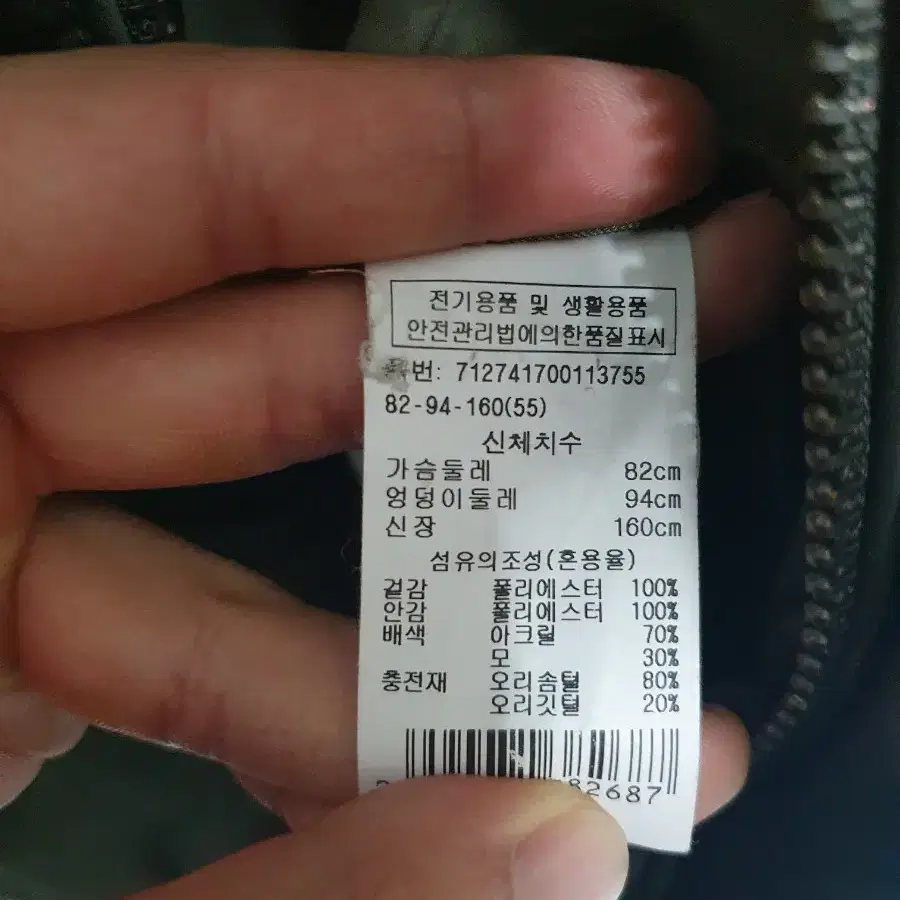 전기용품 및 생활용품
안전관리법에의한품질표시
번: 712741700113755
82-94-160(55)
신체치수
가슴둘레 82cm
엉덩이둘레 94cm
신장 160cm
섬유의조성(혼용율)
겉감 폴리에스터 100%
안감 폴리에스터 100%
배색 아크릴 70%
모 30%
충전재 오리솜털 80%
오리깃털 20%
82687